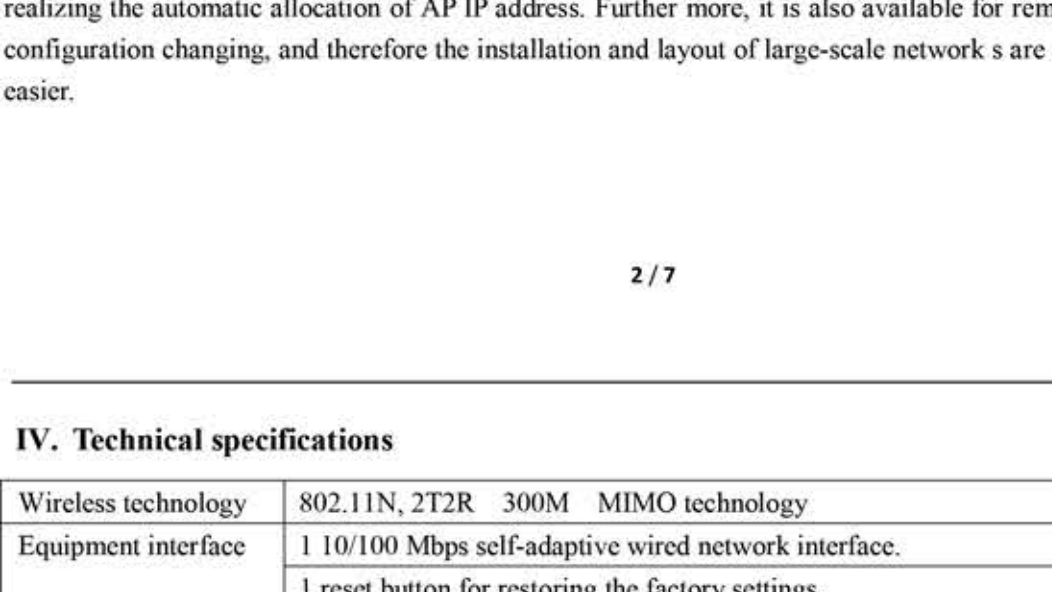 realizing the automatic allocation of AP IP address. Further more, it is also available for
configuration changing, and therefore the installation and layout of large-scale network s are
easier.
2 / 7
IV. Technical specifications
Wireless technology 802.11N, 2T2R 300M MIMO technology
Equipment interface 1 10/100 Mbps self-adaptive wired network interface.
1 reset button for restoring the factory settings